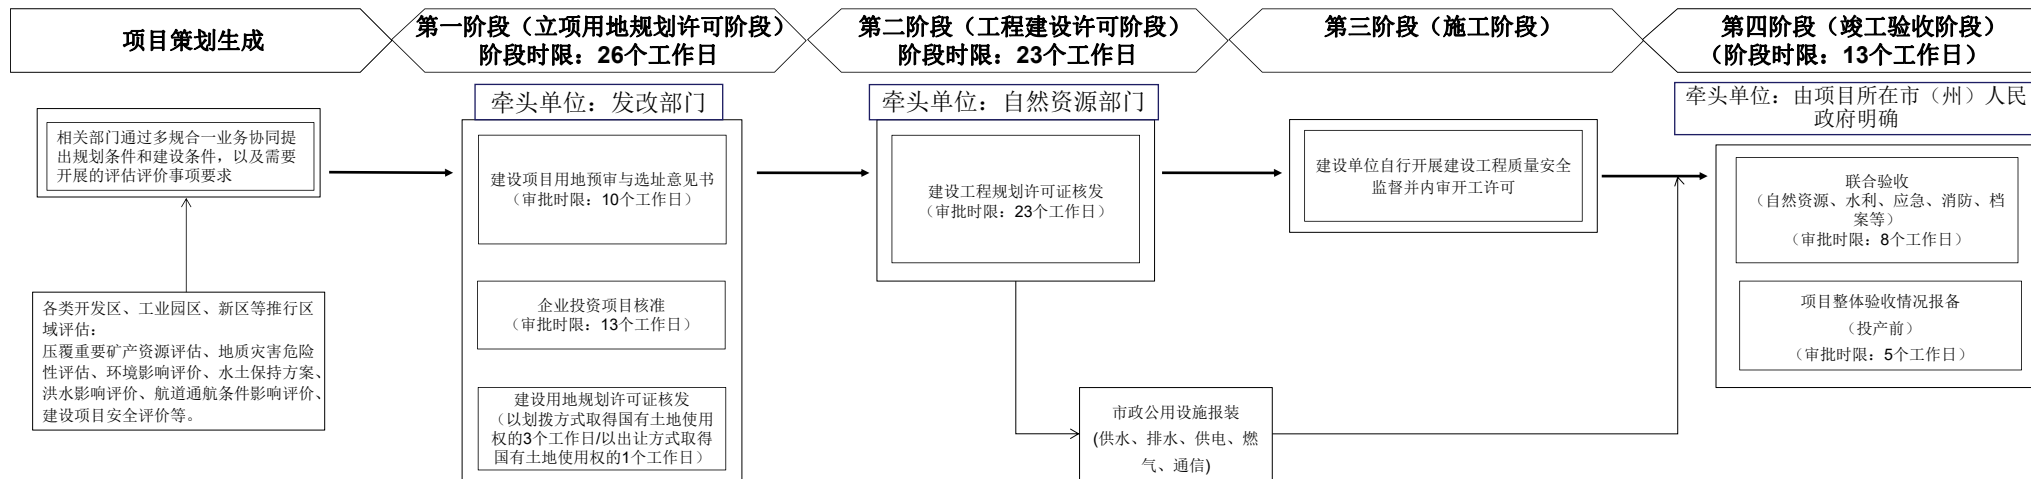 项目策划生成
第一阶段（立项用地规划许可阶段）
阶段时限：26个工作日
第二阶段（工程建设许可阶段）
阶段时限：23个工作日
第三阶段（施工阶段）
第四阶段（竣工验收阶段）
（阶段时限：13个工作日）
相关部门通过多规合一业务协同提
出规划条件和建设条件，以及需要
开展的评估评价事项要求
各类开发区、工业园区、新区等推行区
域评估：
压覆重要矿产资源评估、地质灾害危险
性评估、环境影响评价、水土保持方案、
洪水影响评价、航道通航条件影响评价、
建设项目安全评价等。
牵头单位：发改部门
建设项目用地预审与选址意见书
（审批时限：10个工作日）
企业投资项目核准
（审批时限：13个工作日）
建设用地规划许可证核发
（以划拨方式取得国有土地使用
权的3个工作日/以出让方式取得
国有土地使用权的1个工作日）
牵头单位：自然资源部门
建设工程规划许可证核发
（审批时限：23个工作日）
市政公用设施报装
(供水、排水、供电、燃
气、通信)
建设单位自行开展建设工程质量安全
监督并内审开工许可
牵头单位：由项目所在市（州）人民
政府明确
联合验收
（自然资源、水利、应急、消防、档
案等）
（审批时限：8个工作日）
项目整体验收情况报备
（投产前）
（审批时限：5个工作日）